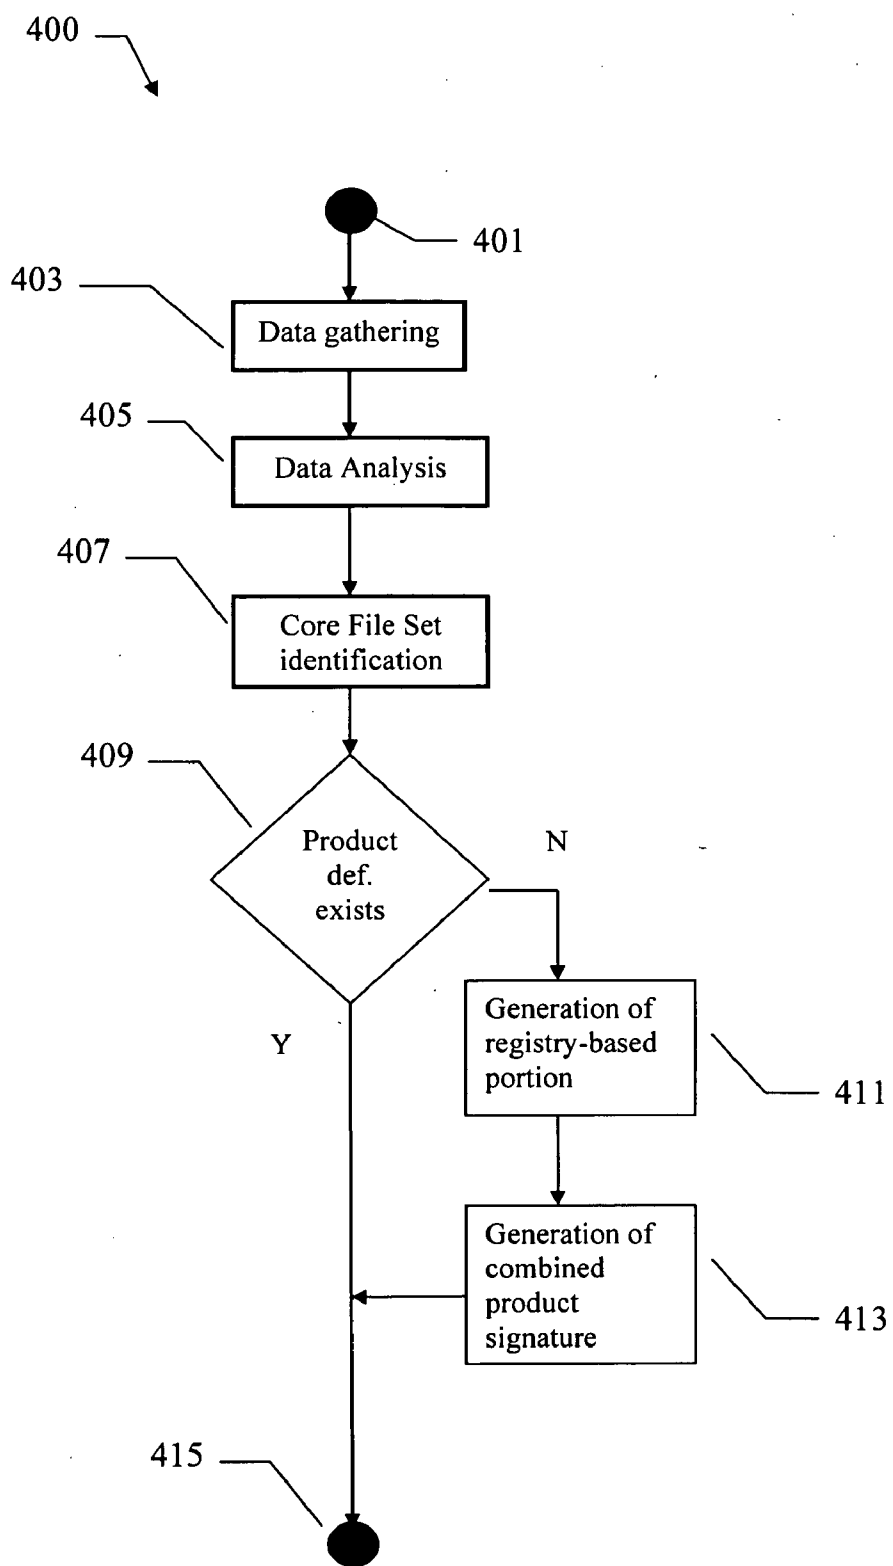 400
401
403
Data gathering
405
Data Analysis
407
Core File Set
identification
409
Product
def.
exists
N
Y
Generation of
registry-based
portion
411
Generation of
combined
product
signature
413
415